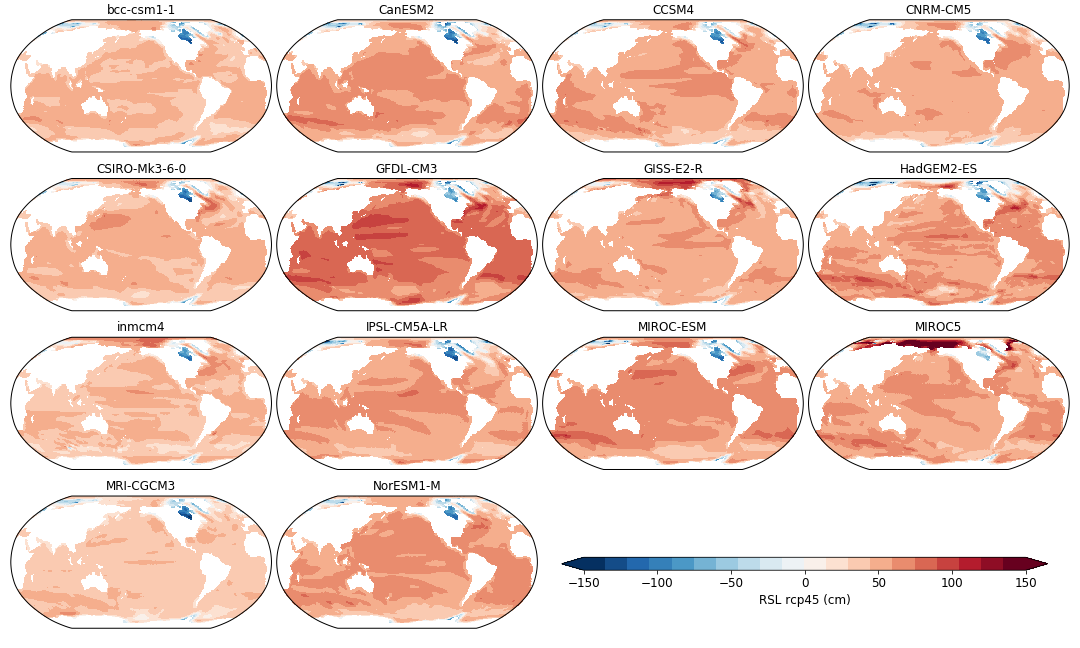 bcc-csm1-1
CanESM2
CCSM4
CNRM-CM5
CSIRO-Mk3-6-0
GFDL-CM3
GISS-E2-R
HadGEM2-ES
inmcm4
IPSL-CM5A-LR
MIROC-ESM
MIROC5
MRI-CGCM3
NorESM1-M
−150 −100 −50 0 50 100 150
RSL rcp45 (cm)